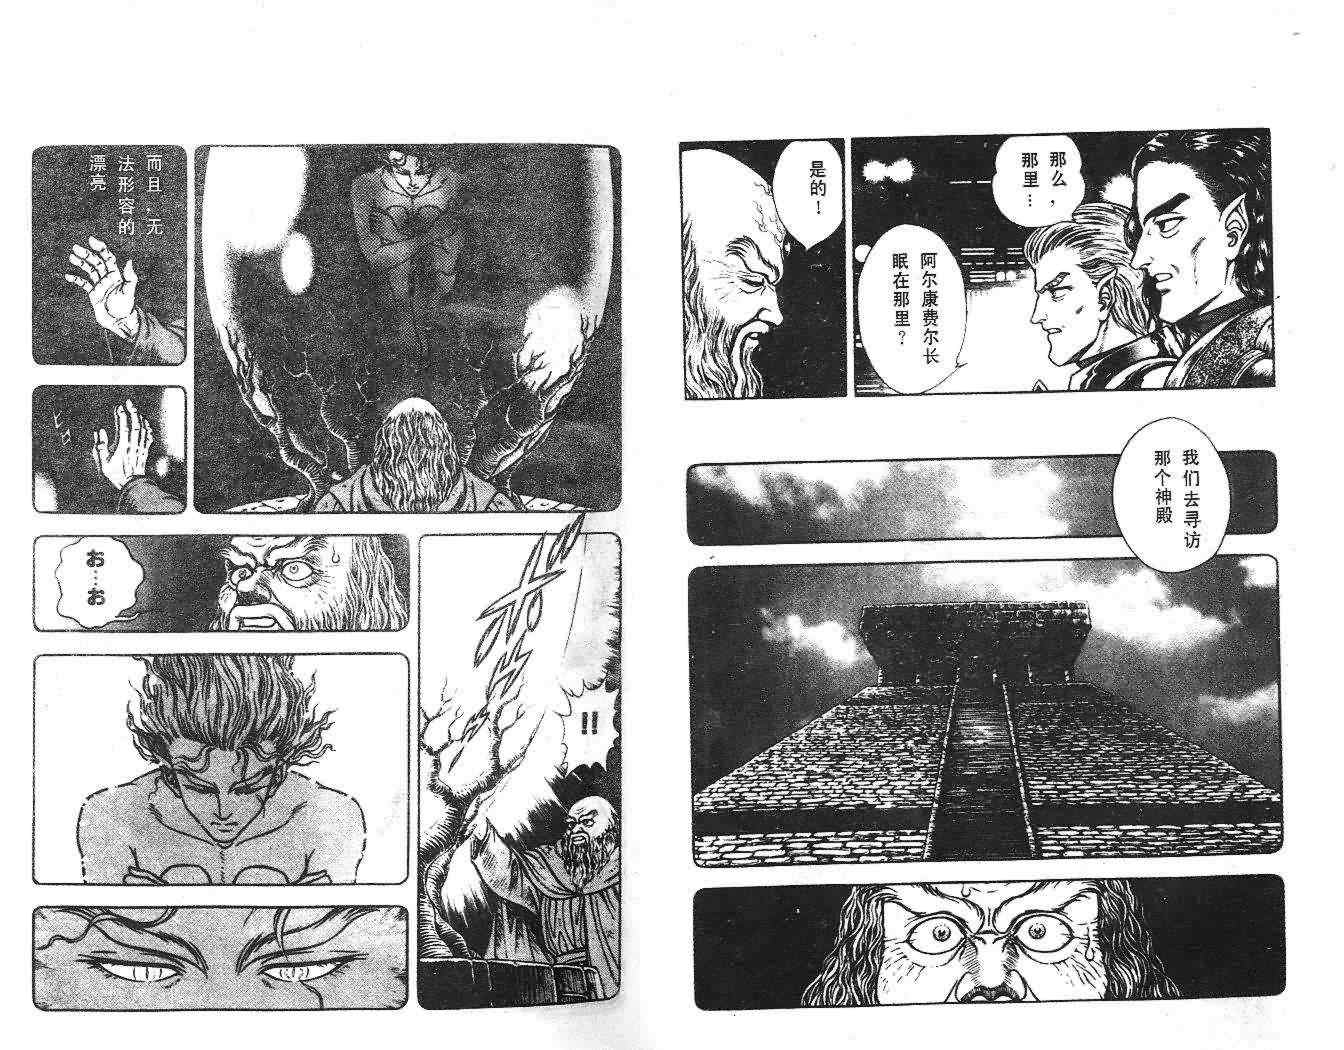 那么，
那里…
阿尔康费尔长
眠在那里？
是的！
我们去寻访
那个神殿
而且，无
法形容的
漂亮
ヒタ
お…お
!!